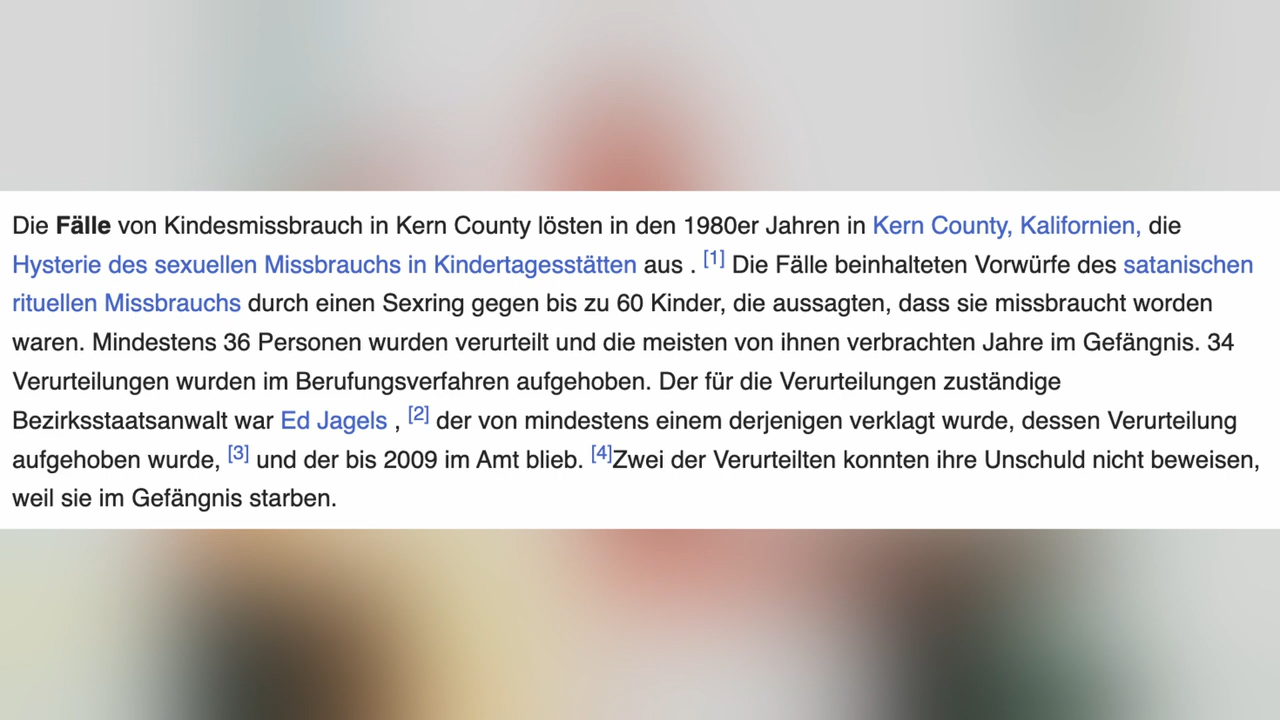 Die Fälle von Kindesmissbrauch in Kern County lösten in den 1980er Jahren in Kern County, Kalifornien, die
Hysterie des sexuellen Missbrauchs in Kindertagesstätten aus . [1] Die Fälle beinhalteten Vorwürfe des satanischen
rituellen Missbrauchs durch einen Sexring gegen bis zu 60 Kinder, die aussagten, dass sie missbraucht worden
waren. Mindestens 36 Personen wurden verurteilt und die meisten von ihnen verbrachten Jahre im Gefängnis. 34
Verurteilungen wurden im Berufungsverfahren aufgehoben. Der für die Verurteilungen zuständige
Bezirksstaatsanwalt war Ed Jagels , [2] der von mindestens einem derjenigen verklagt wurde, dessen Verurteilung
aufgehoben wurde, [3] und der bis 2009 im Amt blieb. [4]Zwei der Verurteilten konnten ihre Unschuld nicht beweisen,
weil sie im Gefängnis starben.